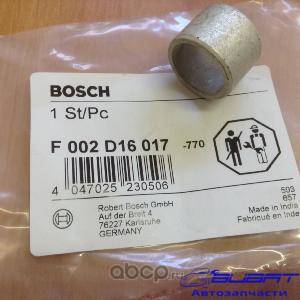 BOSCH
1 St/Pc
F 002 D16 017 -770
4 047025 230506
Robert Bosch GmbH
Auf der Breit 4
76227 Karlsruhe
GERMANY
593
657
Made in India
Fabriqué en Inde
Автозапчасти